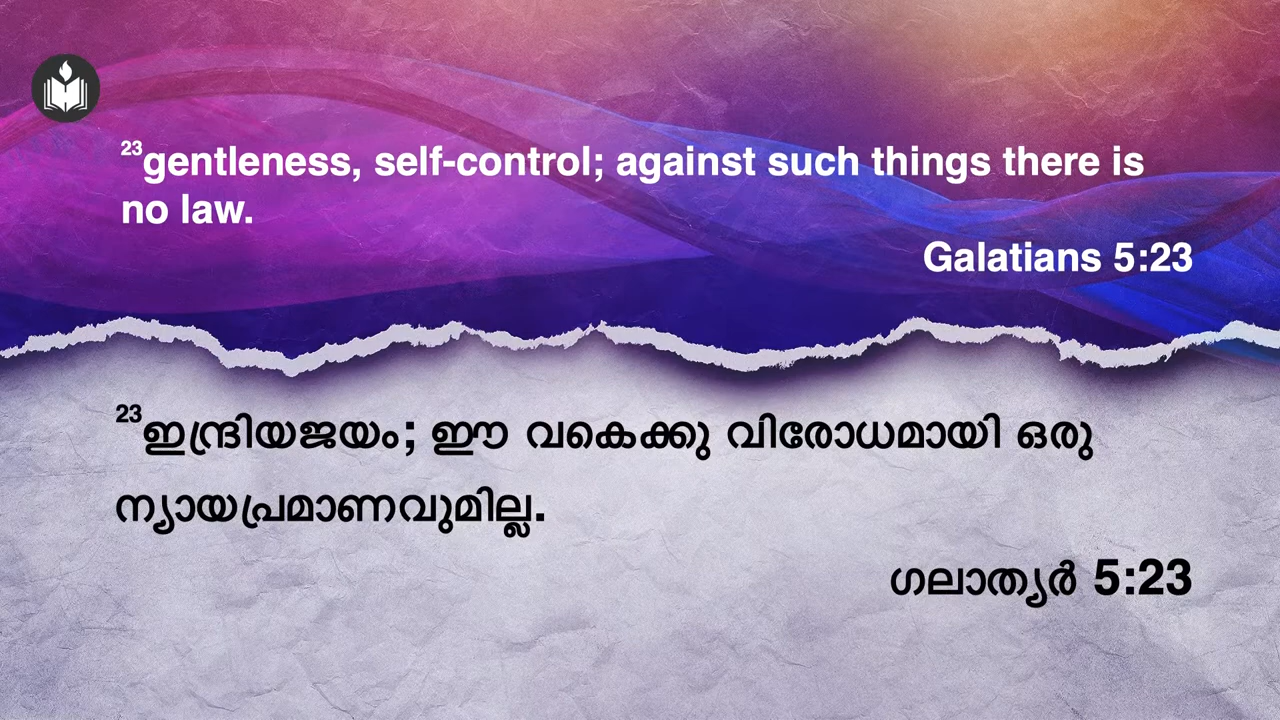 23gentleness, self-control; against such things there is
no law.
Galatians 5:23
23ഇന്ദ്രിയജയം; ഈ വകെക്കു വിരോധമായി ഒരു
ന്യായപ്രമാണവുമില്ല.
ഗലാത്യർ 5:23